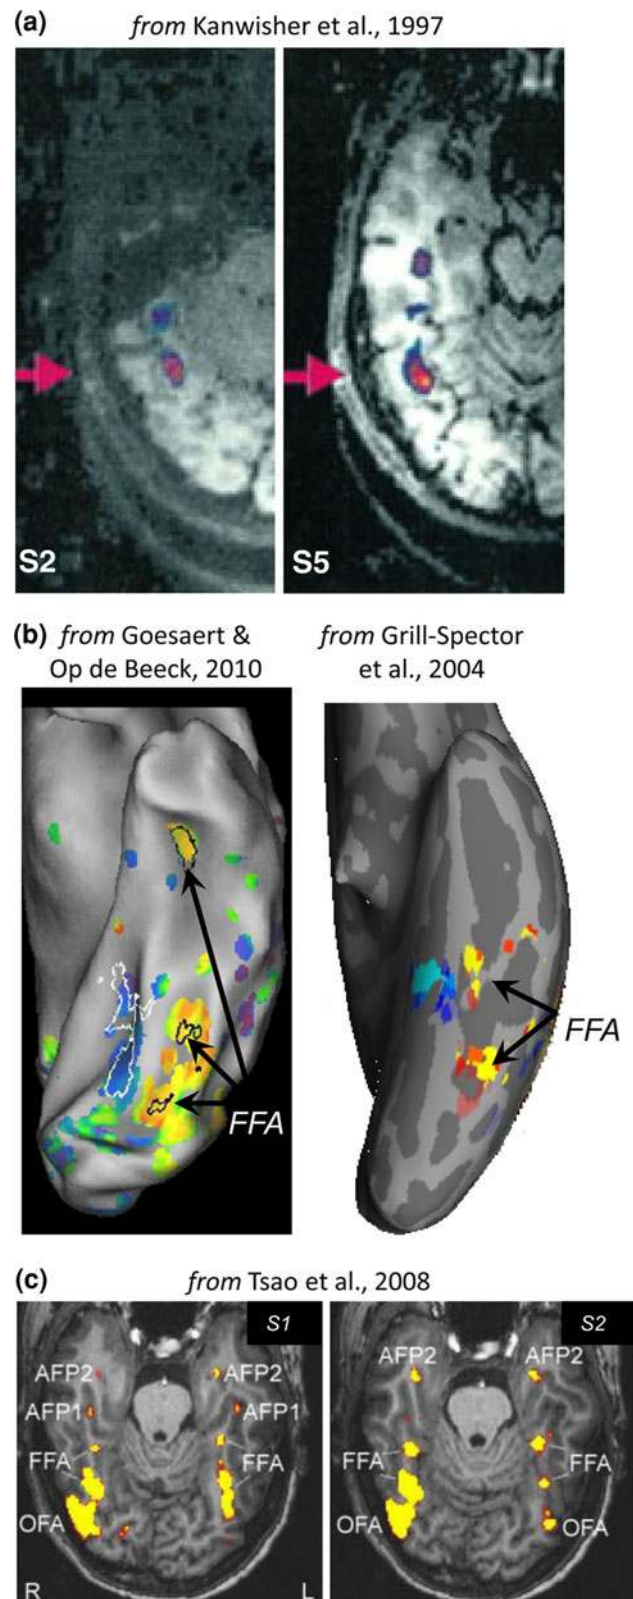 (a) from Kanwisher et al., 1997
S2
S5
(b) from Goesaert &
Op de Beeck, 2010
from Grill-Spector
et al., 2004
FFA
FFA
(c) from Tsao et al., 2008
S1
AFP2
AFP2
AFP1
AFP1
FFA
FFA
OFA
R
L
S2
AFP2
AFP2
FFA
FFA
OFA
OFA